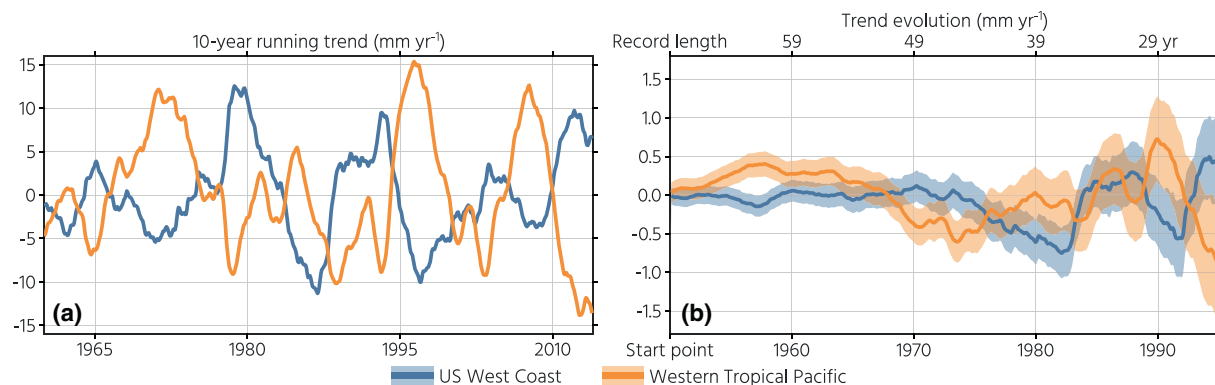 10-year running trend (mm yr⁻¹)
15
10
5
0
-5
-10
-15
(a)
1965
1980
1995
2010
Trend evolution (mm yr⁻¹)
Record length
59
49
39
29 yr
1.5
1.0
0.5
0.0
-0.5
-1.0
-1.5
(b)
Start point
1960
1970
1980
1990
US West Coast
Western Tropical Pacific